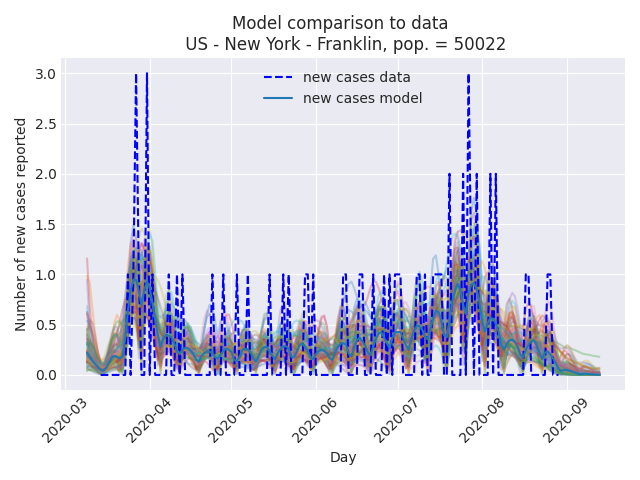 Model comparison to data
US - New York - Franklin, pop. = 50022
new cases data
new cases model
Number of new cases reported
3.0
2.5
2.0
1.5
1.0
0.5
0.0
2020-03
2020-04
2020-05
2020-06
2020-07
2020-08
2020-09
Day